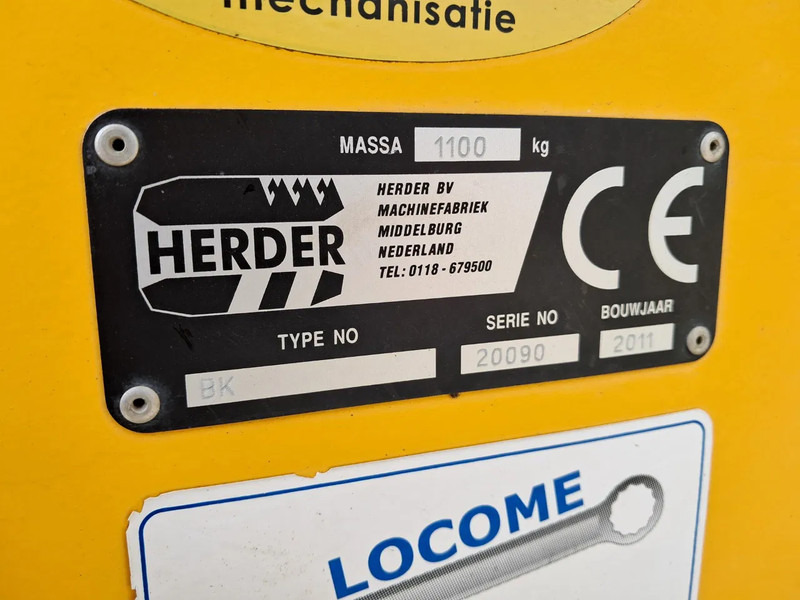 mechanisatie
MASSA 1100 kg
HERDER
HERDER BV
MACHINEFABRIEK
MIDDELBURG
NEDERLAND
TEL: 0118 - 679500
CE
TYPE NO
BK
SERIE NO
20090
BOUWJAAR
2011
LOCOME